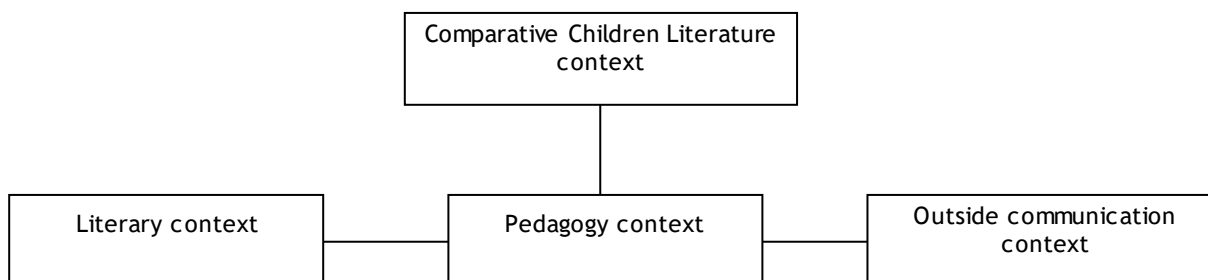 Comparative Children Literature
context
Literary context
Pedagogy context
Outside communication
context